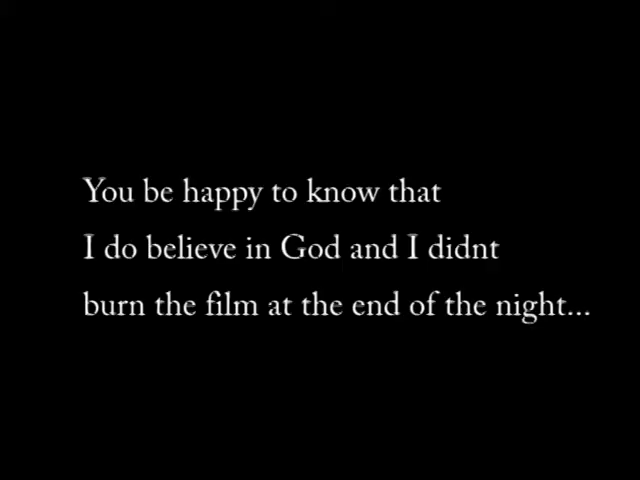 You be happy to know that
I do believe in God and I didnt
burn the film at the end of the night...